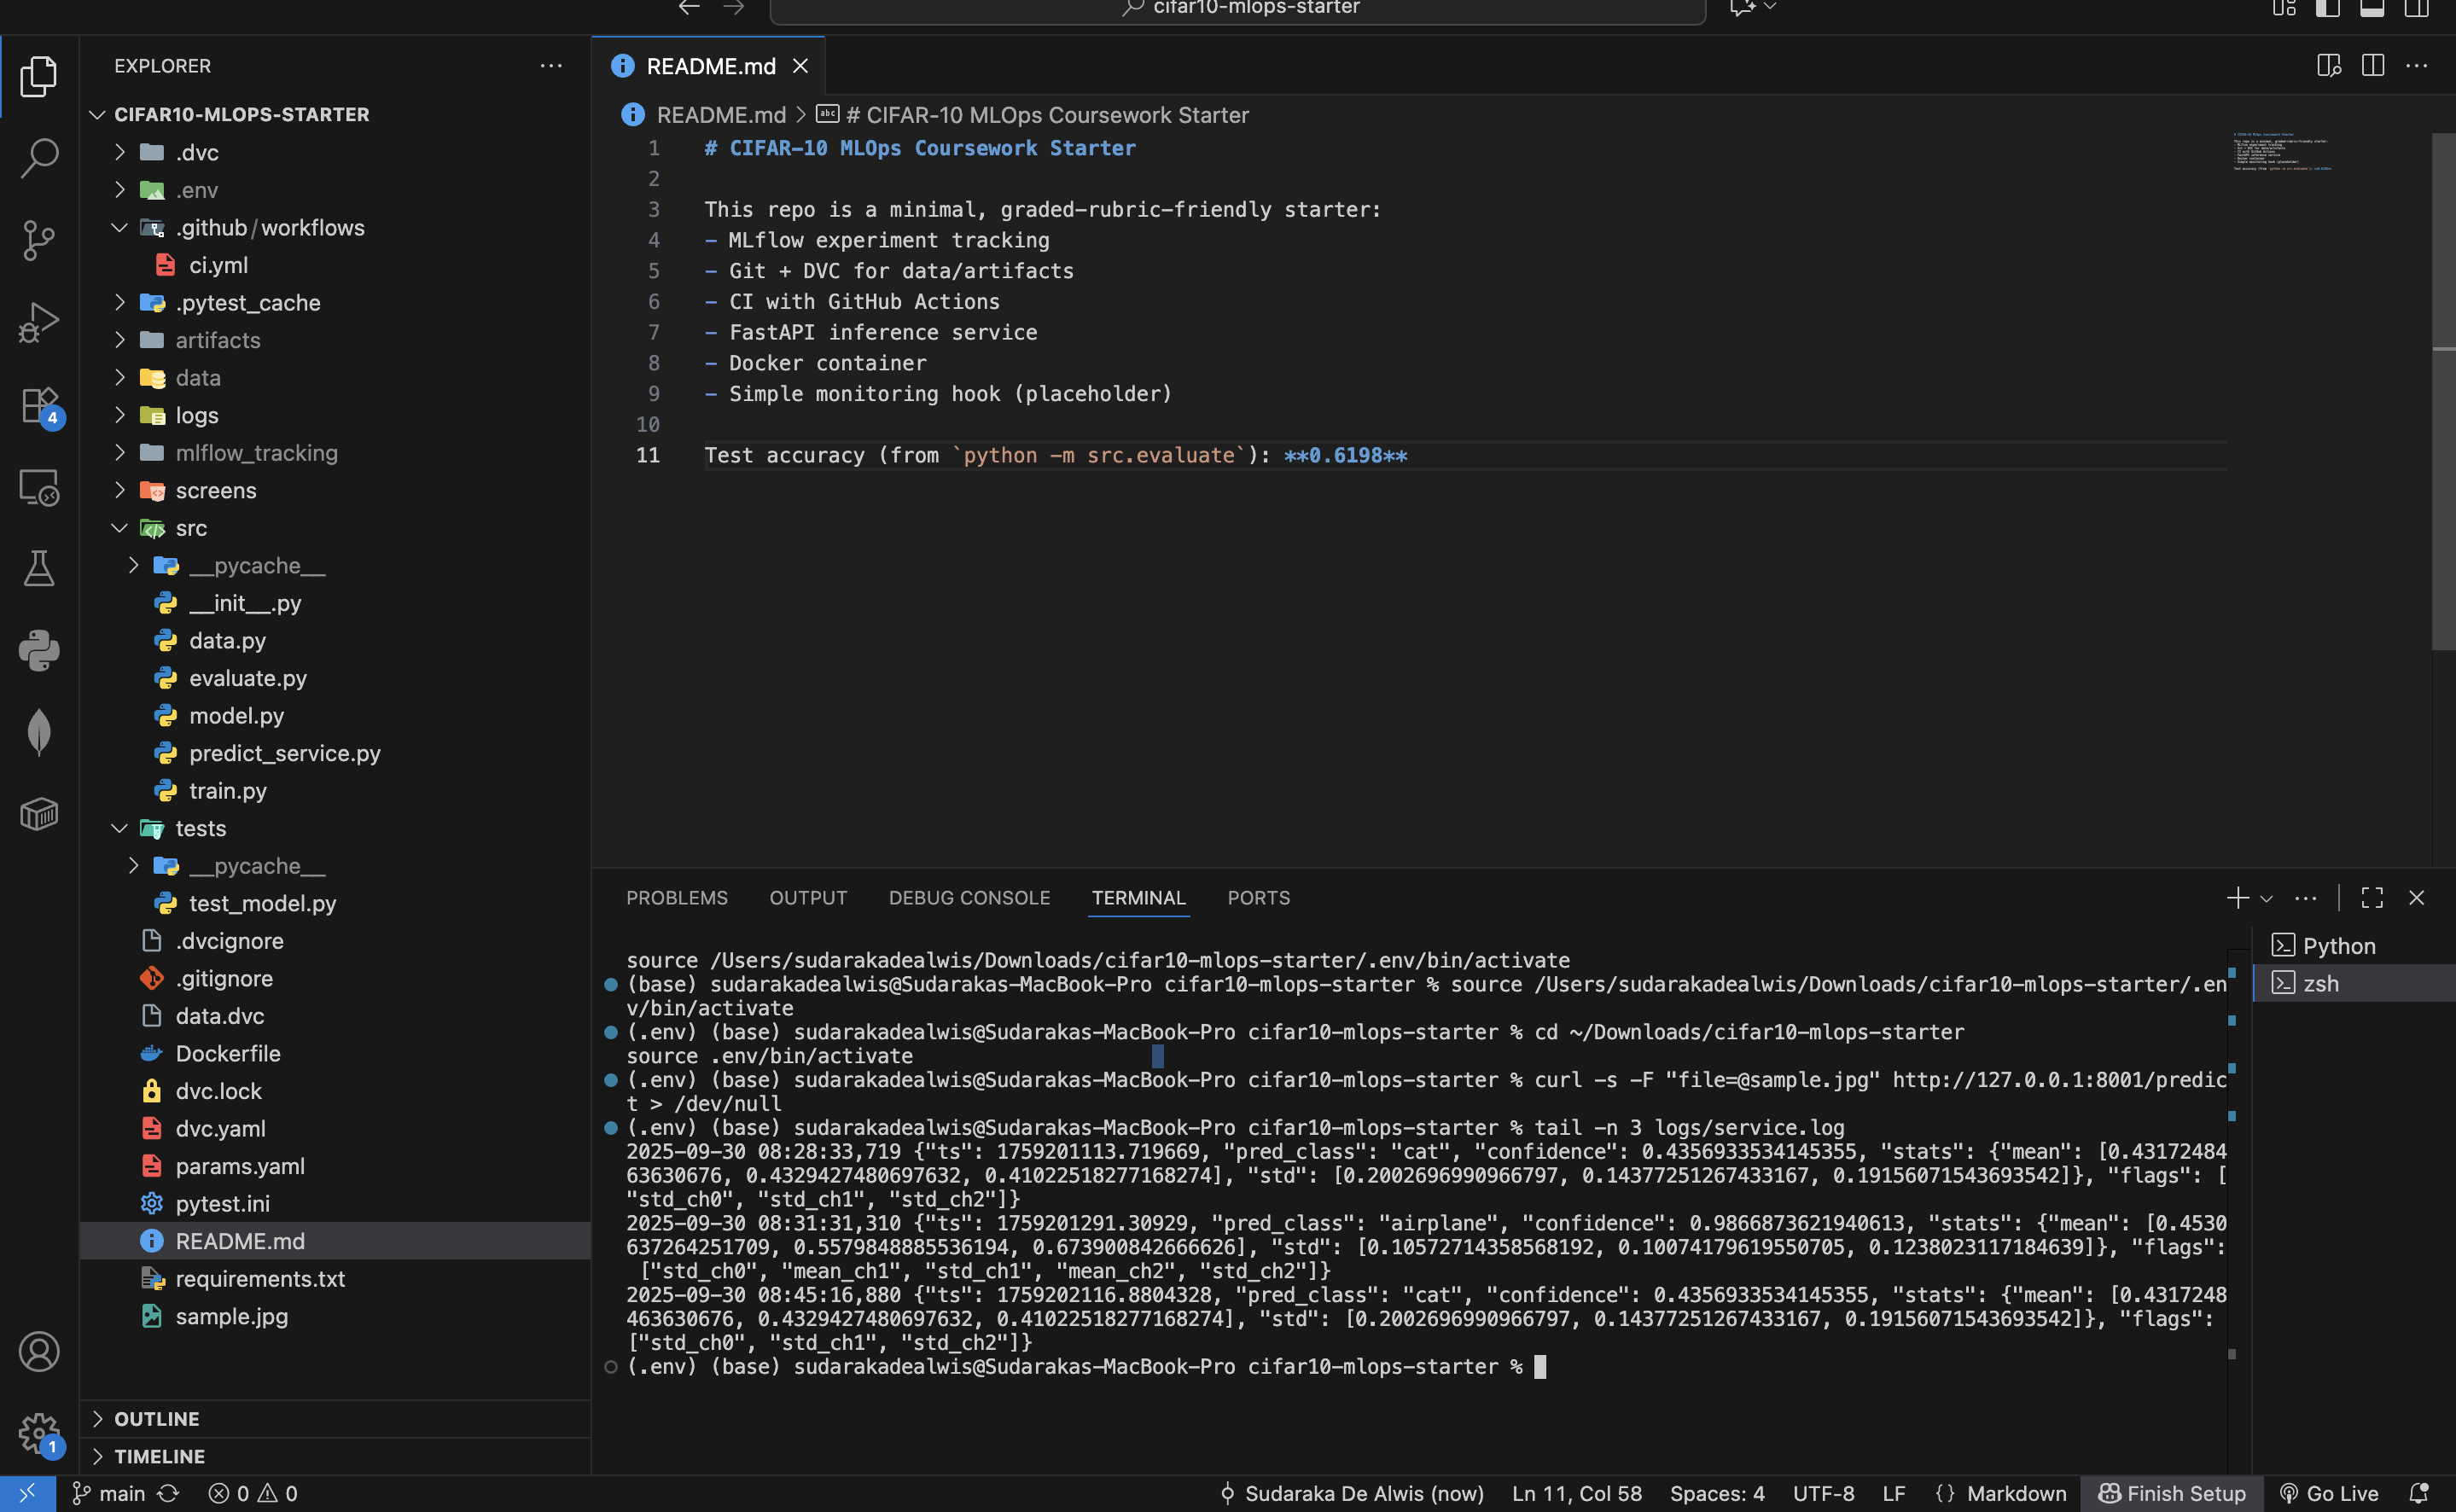 cifar10-mlops-starter
EXPLORER
CIFAR10-MLOPS-STARTER
.dvc
.env
.github/workflows
ci.yml
.pytest_cache
artifacts
data
logs
mlflow_tracking
screens
src
__pycache__
__init__.py
data.py
evaluate.py
model.py
predict_service.py
train.py
tests
__pycache__
test_model.py
.dvcignore
.gitignore
data.dvc
Dockerfile
dvc.lock
dvc.yaml
params.yaml
pytest.ini
README.md
requirements.txt
sample.jpg
OUTLINE
TIMELINE
4
1
README.md
README.md > # CIFAR-10 MLOps Coursework Starter
1 # CIFAR-10 MLOps Coursework Starter
2
3 This repo is a minimal, graded-rubric-friendly starter:
4 - MLflow experiment tracking
5 - Git + DVC for data/artifacts
6 - CI with GitHub Actions
7 - FastAPI inference service
8 - Docker container
9 - Simple monitoring hook (placeholder)
10
11 Test accuracy (from `python -m src.evaluate`): **0.6198**
PROBLEMS OUTPUT DEBUG CONSOLE TERMINAL PORTS
Python
zsh
source /Users/sudarakadealwis/Downloads/cifar10-mlops-starter/.env/bin/activate
(base) sudarakadealwis@Sudarakas-MacBook-Pro cifar10-mlops-starter % source /Users/sudarakadealwis/Downloads/cifar10-mlops-starter/.en
v/bin/activate
(.env) (base) sudarakadealwis@Sudarakas-MacBook-Pro cifar10-mlops-starter % cd ~/Downloads/cifar10-mlops-starter
source .env/bin/activate
(.env) (base) sudarakadealwis@Sudarakas-MacBook-Pro cifar10-mlops-starter % curl -s -F "file=@sample.jpg" http://127.0.0.1:8001/predic
t > /dev/null
(.env) (base) sudarakadealwis@Sudarakas-MacBook-Pro cifar10-mlops-starter % tail -n 3 logs/service.log
2025-09-30 08:28:33,719 {"ts": 1759201113.719669, "pred_class": "cat", "confidence": 0.4356933534145355, "stats": {"mean": [0.43172484
63630676, 0.4329427480697632, 0.41022518277168274], "std": [0.2002696990966797, 0.14377251267433167, 0.19156071543693542]}, "flags": [
"std_ch0", "std_ch1", "std_ch2"]}
2025-09-30 08:31:31,310 {"ts": 1759201291.30929, "pred_class": "airplane", "confidence": 0.9866873621940613, "stats": {"mean": [0.4530
637264251709, 0.5579848885536194, 0.673900842666626], "std": [0.10572714358568192, 0.10074179619550705, 0.1238023117184639]}, "flags":
["std_ch0", "mean_ch1", "std_ch1", "mean_ch2", "std_ch2"]}
2025-09-30 08:45:16,880 {"ts": 1759202116.8804328, "pred_class": "cat", "confidence": 0.4356933534145355, "stats": {"mean": [0.4317248
463630676, 0.4329427480697632, 0.41022518277168274], "std": [0.2002696990966797, 0.14377251267433167, 0.19156071543693542]}, "flags":
["std_ch0", "std_ch1", "std_ch2"]}
(.env) (base) sudarakadealwis@Sudarakas-MacBook-Pro cifar10-mlops-starter %
main 0 0 Sudaraka De Alwis (now) Ln 11, Col 58 Spaces: 4 UTF-8 LF {} Markdown Finish Setup Go Live